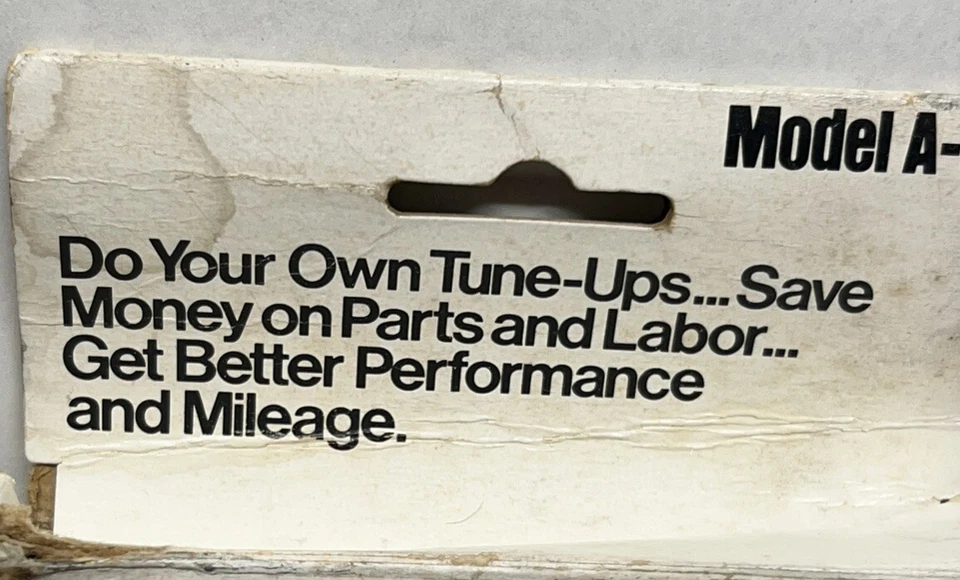 Model A-
Do Your Own Tune-Ups...Save
Money on Parts and Labor...
Get Better Performance
and Mileage.